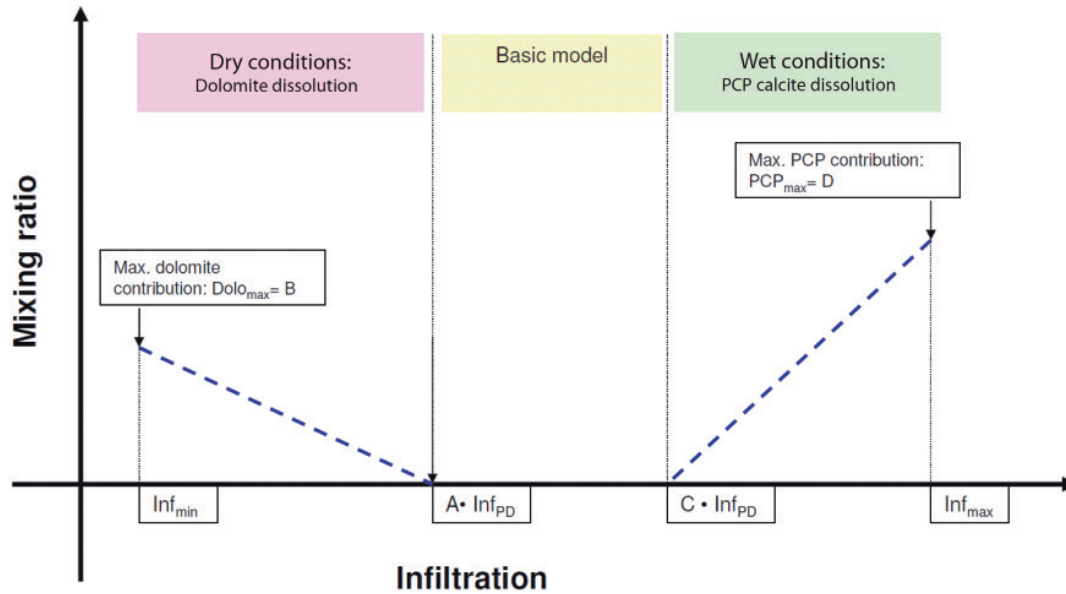 Dry conditions:
Dolomite dissolution
Basic model
Wet conditions:
PCP calcite dissolution
Max. PCP contribution:
PCPmax= D
Max. dolomite
contribution: Dolomax= B
Mixing ratio
Infmin
A• InfPD
C • InfPD
Infmax
Infiltration